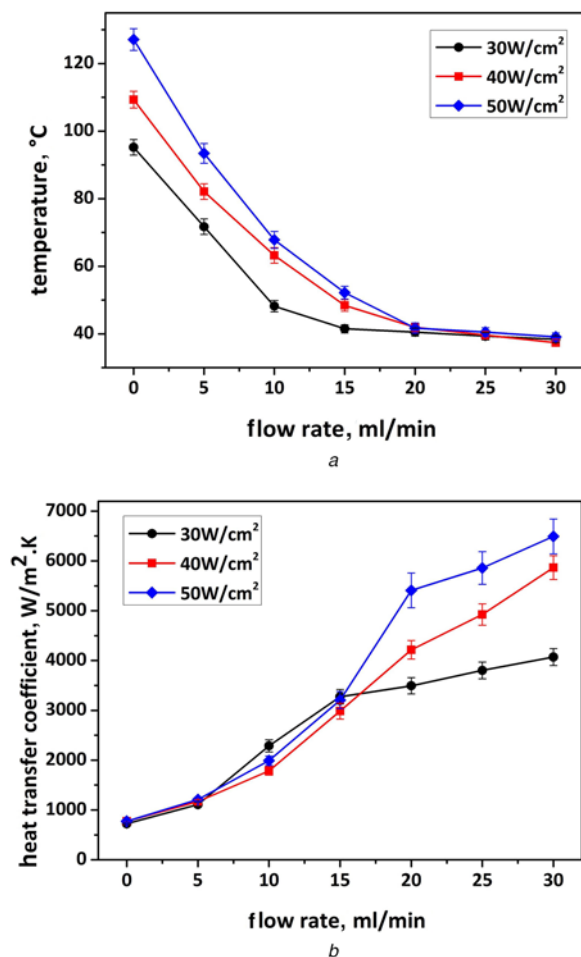 120
100
80
60
40
temperature, °C
30W/cm²
40W/cm²
50W/cm²
0 5 10 15 20 25 30
flow rate, ml/min
a
7000
6000
5000
4000
3000
2000
1000
0
heat transfer coefficient, W/m².K
30W/cm²
40W/cm²
50W/cm²
0 5 10 15 20 25 30
flow rate, ml/min
b